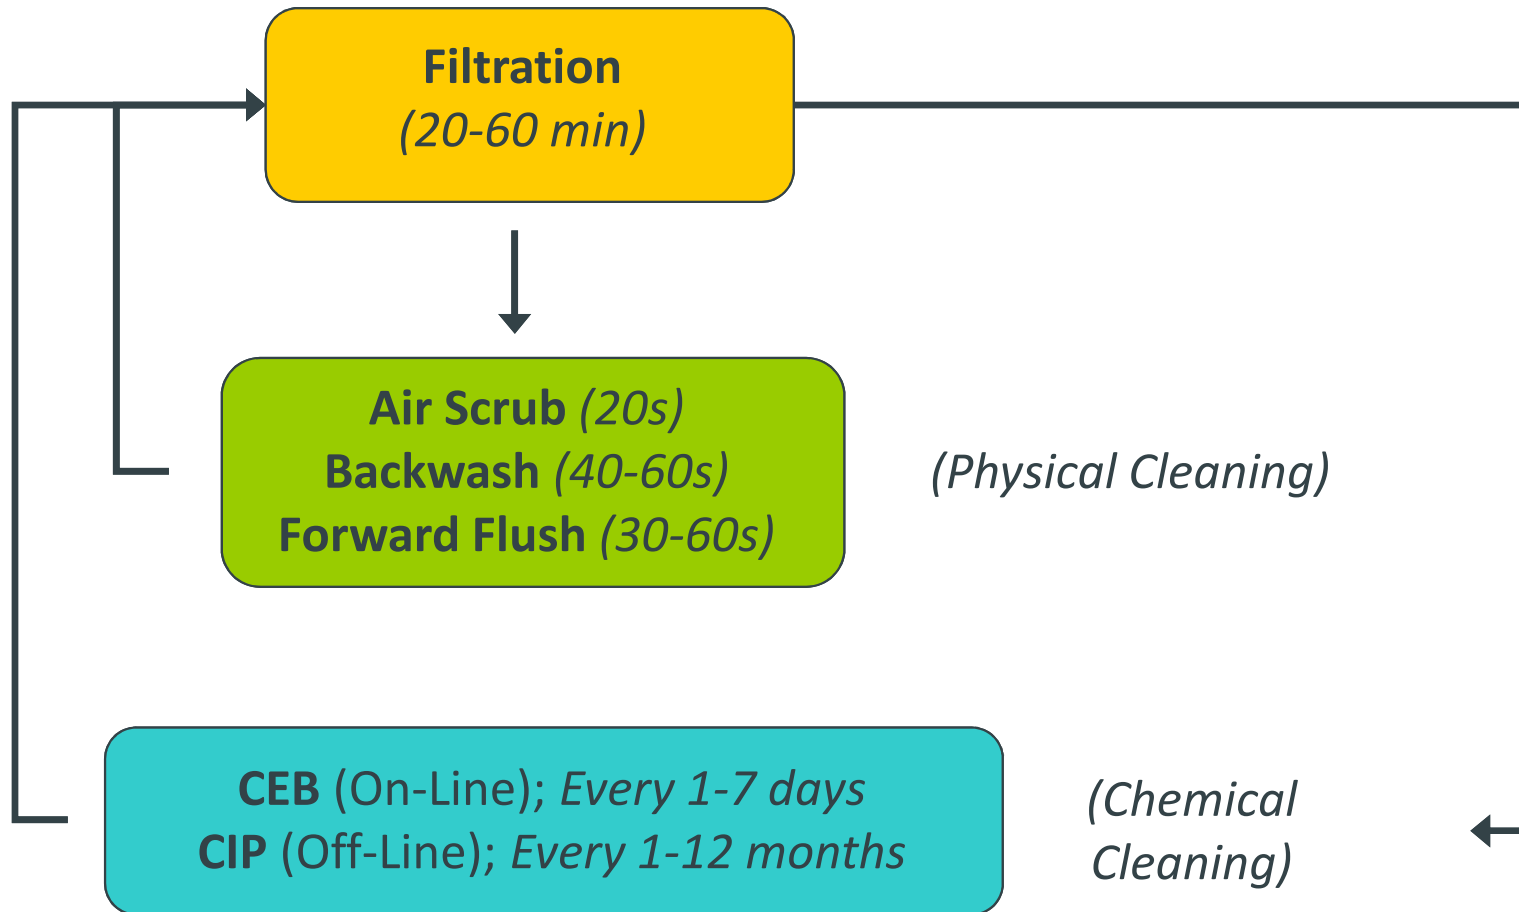 Filtration
(20-60 min)
Air Scrub (20s)
Backwash (40-60s)
Forward Flush (30-60s)
(Physical Cleaning)
CEB (On-Line); Every 1-7 days
CIP (Off-Line); Every 1-12 months
(Chemical
Cleaning)